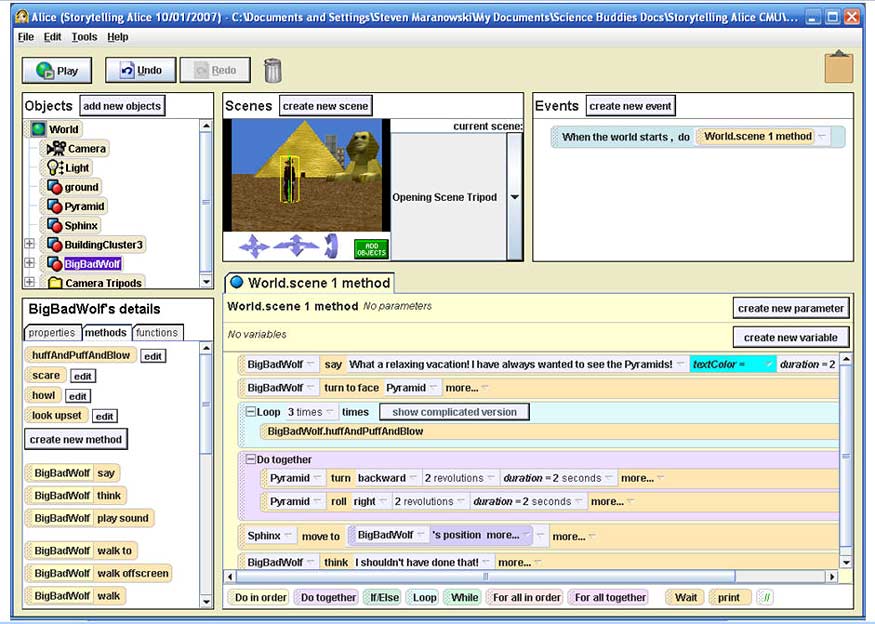 Alice (Storytelling Alice 10/01/2007) - C:\Documents and Settings\Steven Maranowski\My Documents\Science Buddies Docs\Storytelling Alice CMU\...
File Edit Tools Help
Play Undo Redo
Objects add new objects
World
Camera
Light
ground
Pyramid
Sphinx
BuildingCluster3
BigBadWolf
Camera Tripods
Scenes create new scene
current scene:
Opening Scene Tripod
ADD OBJECTS
Events create new event
When the world starts , do World.scene 1 method
BigBadWolf's details
properties methods functions
huffAndPuffAndBlow edit
scare edit
howl edit
look upset edit
create new method
BigBadWolf say
BigBadWolf think
BigBadWolf play sound
BigBadWolf walk to
BigBadWolf walk offscreen
BigBadWolf walk
World.scene 1 method
World.scene 1 method No parameters create new parameter
No variables create new variable
BigBadWolf say What a relaxing vacation! I have always wanted to see the Pyramids! textColor = duration = 2
BigBadWolf turn to face Pyramid more...
Loop 3 times times show complicated version
BigBadWolf.huffAndPuffAndBlow
Do together
Pyramid turn backward 2 revolutions duration = 2 seconds more...
Pyramid roll right 2 revolutions duration = 2 seconds more...
Sphinx move to BigBadWolf 's position more... more...
BigBadWolf think I shouldn't have done that! more...
Do in order Do together If/Else Loop While For all in order For all together Wait print //